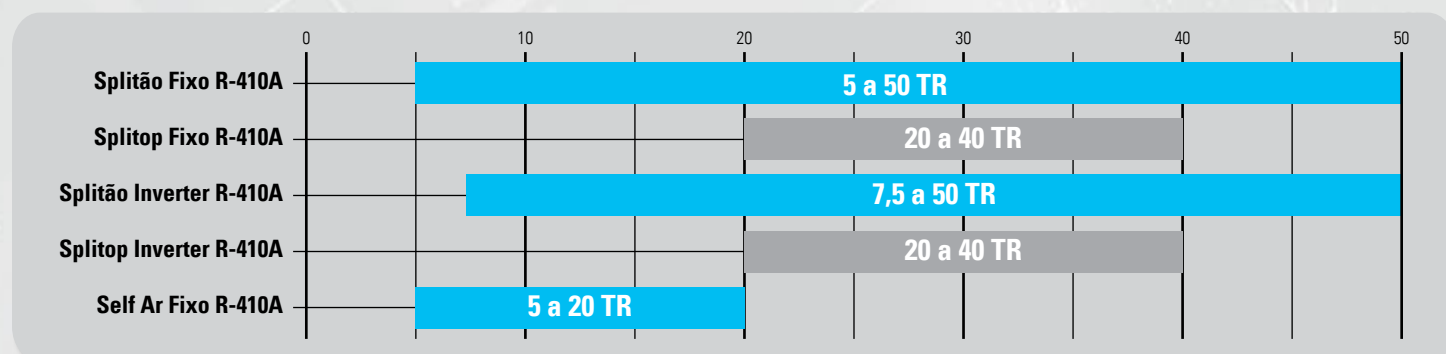 0 10 20 30 40 50
Splitão Fixo R-410A 5 a 50 TR
Splitop Fixo R-410A 20 a 40 TR
Splitão Inverter R-410A 7,5 a 50 TR
Splitop Inverter R-410A 20 a 40 TR
Self Ar Fixo R-410A 5 a 20 TR